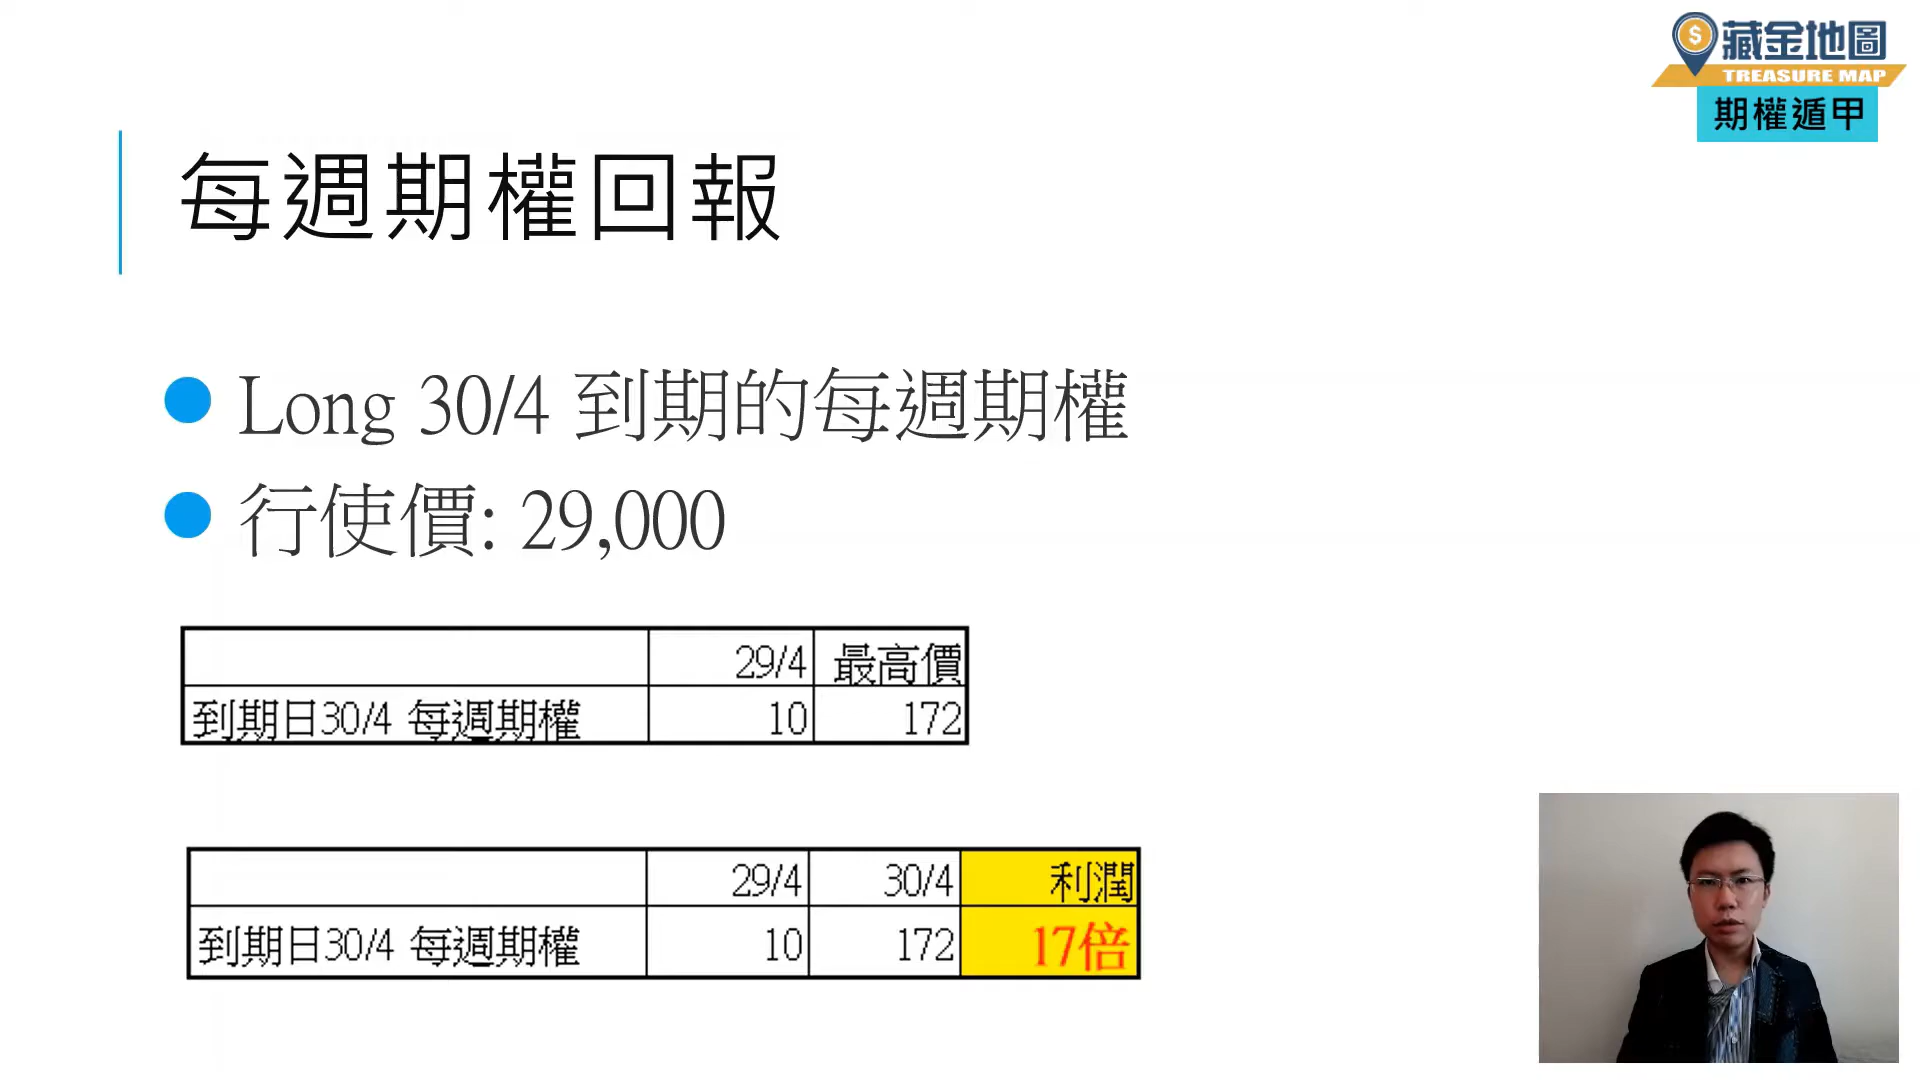 藏金地圖
TREASURE MAP
期權遁甲
每週期權回報
Long 30/4 到期的每週期權
行使價: 29,000
29/4 最高價
到期日30/4 每週期權 10 172
29/4 30/4 利潤
到期日30/4 每週期權 10 172 17倍